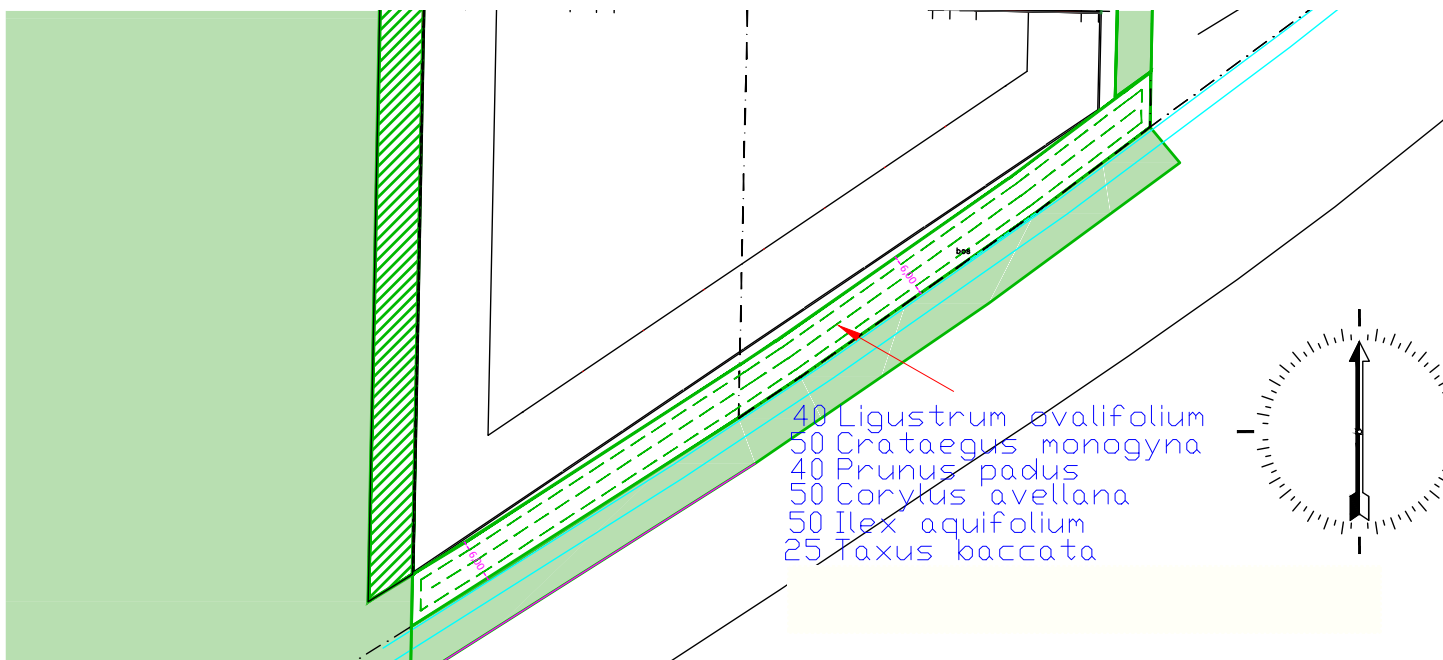 bos
6,00
40 Ligustrum ovalifolium
50 Crataegus monogyna
40 Prunus padus
50 Corylus avellana
50 Ilex aquifolium
25 Taxus baccata
6,00